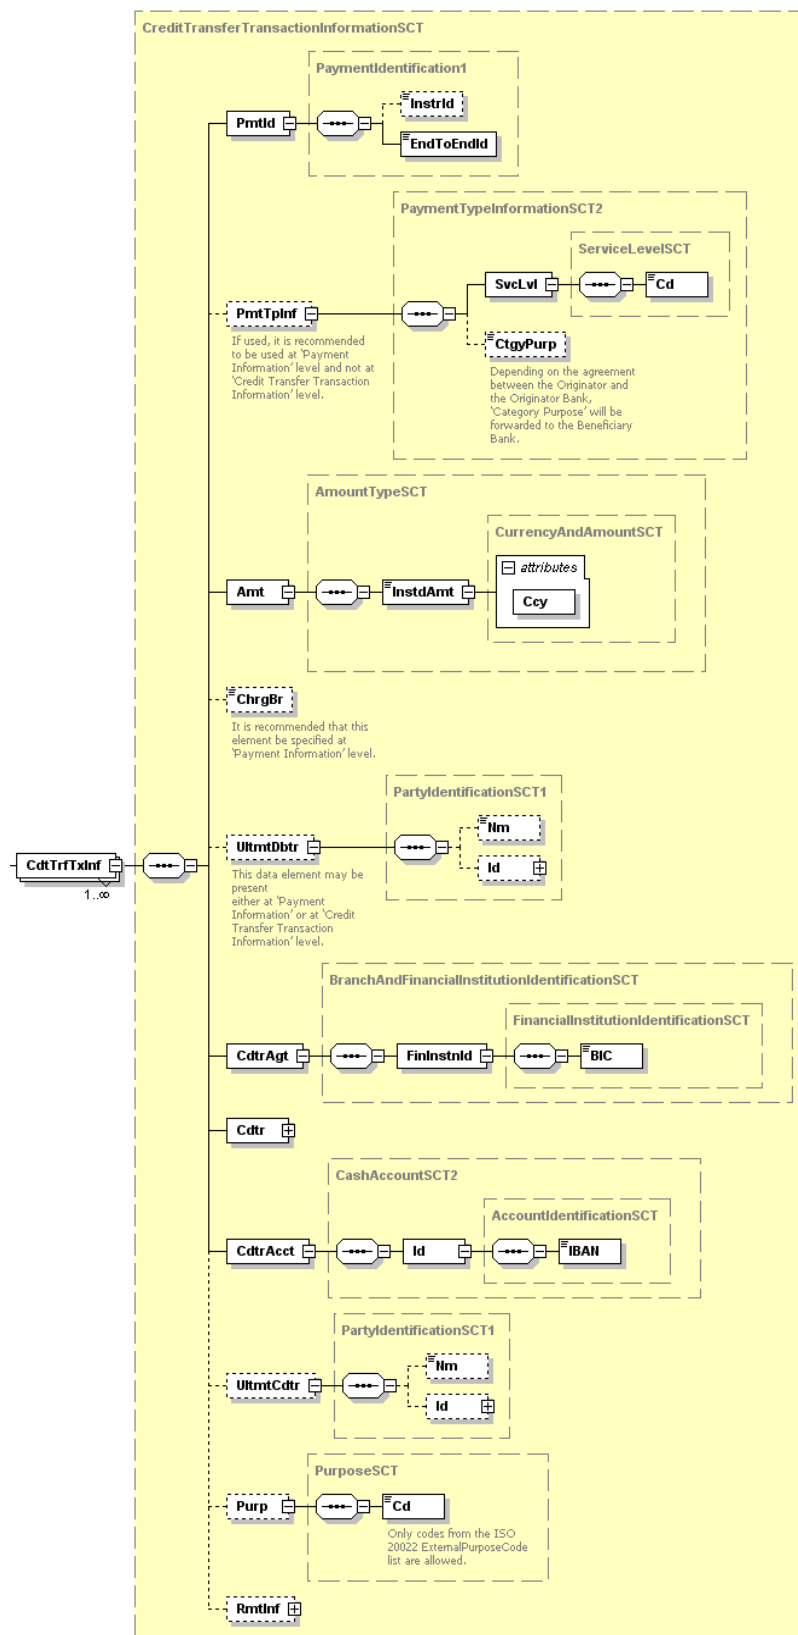 CreditTransferTransactionInformationSCT
PaymentIdentification1
InstrId
PmtId
EndToEndId
PaymentTypeInformationSCT2
ServiceLevelSCT
SvcLvl
Cd
PmtTpInf
If used, it is recommended
to be used at 'Payment
Information' level and not at
'Credit Transfer Transaction
Information' level.
CtgyPurp
Depending on the agreement
between the Originator and
the Originator Bank,
'Category Purpose' will be
forwarded to the Beneficiary
Bank.
AmountTypeSCT
CurrencyAndAmountSCT
attributes
Amt
InstdAmt
Ccy
ChrgBr
It is recommended that this
element be specified at
'Payment Information' level.
PartyIdentificationSCT1
Nm
UltmtDbtr
Id
This data element may be
present
either at 'Payment
Information' or at 'Credit
Transfer Transaction
Information' level.
CdtTrfTxInf
1..∞
BranchAndFinancialInstitutionIdentificationSCT
FinancialInstitutionIdentificationSCT
CdtrAgt
FinInstnId
BIC
Cdtr
CashAccountSCT2
AccountIdentificationSCT
CdtrAcct
Id
IBAN
PartyIdentificationSCT1
Nm
UltmtCdtr
Id
PurposeSCT
Purp
Cd
Only codes from the ISO
20022 ExternalPurposeCode
list are allowed.
RmtInf